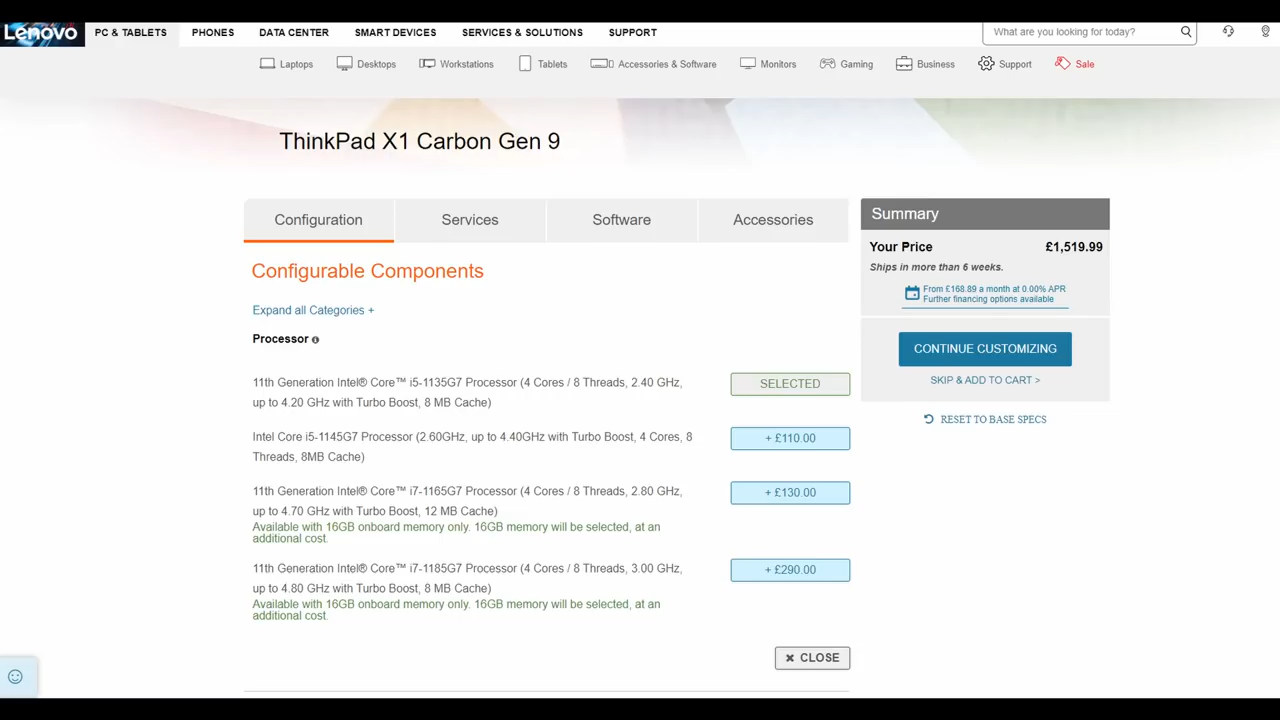 Lenovo
PC & TABLETS
PHONES
DATA CENTER
SMART DEVICES
SERVICES & SOLUTIONS
SUPPORT
What are you looking for today?
Laptops
Desktops
Workstations
Tablets
Accessories & Software
Monitors
Gaming
Business
Support
Sale
ThinkPad X1 Carbon Gen 9
Configuration
Services
Software
Accessories
Configurable Components
Expand all Categories +
Processor
11th Generation Intel® Core™ i5-1135G7 Processor (4 Cores / 8 Threads, 2.40 GHz,
up to 4.20 GHz with Turbo Boost, 8 MB Cache)
SELECTED
Intel Core i5-1145G7 Processor (2.60GHz, up to 4.40GHz with Turbo Boost, 4 Cores, 8
Threads, 8MB Cache)
+ £110.00
11th Generation Intel® Core™ i7-1165G7 Processor (4 Cores / 8 Threads, 2.80 GHz,
up to 4.70 GHz with Turbo Boost, 12 MB Cache)
Available with 16GB onboard memory only. 16GB memory will be selected, at an
additional cost.
+ £130.00
11th Generation Intel® Core™ i7-1185G7 Processor (4 Cores / 8 Threads, 3.00 GHz,
up to 4.80 GHz with Turbo Boost, 8 MB Cache)
Available with 16GB onboard memory only. 16GB memory will be selected, at an
additional cost.
+ £290.00
✖ CLOSE
Summary
Your Price £1,519.99
Ships in more than 6 weeks.
From £168.89 a month at 0.00% APR
Further financing options available
CONTINUE CUSTOMIZING
SKIP & ADD TO CART >
RESET TO BASE SPECS